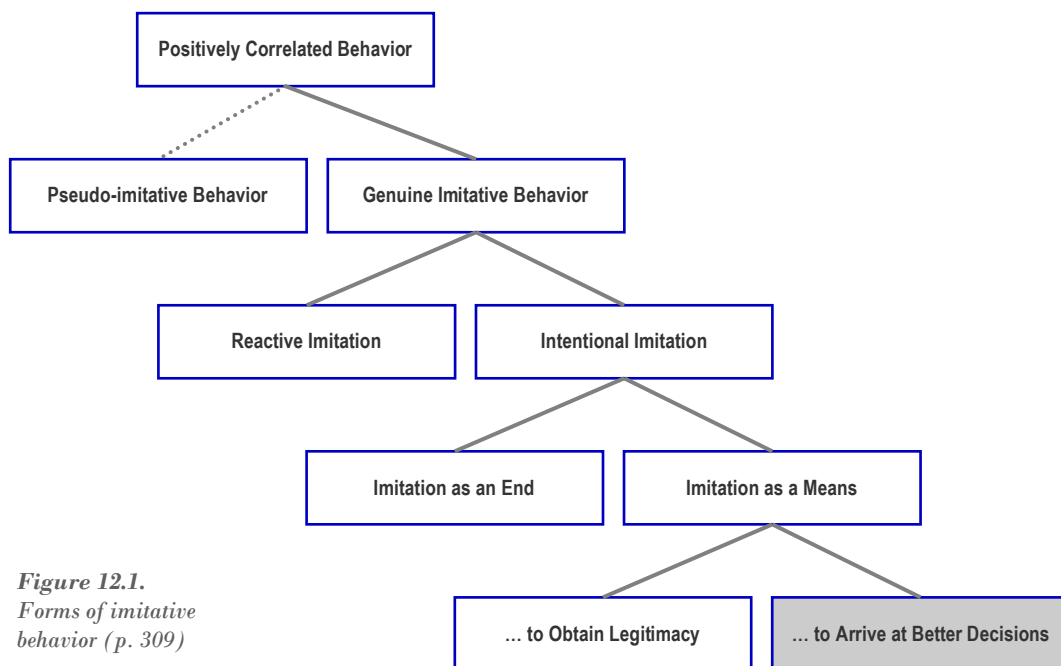 Positively Correlated Behavior
Pseudo-imitative Behavior
Genuine Imitative Behavior
Reactive Imitation
Intentional Imitation
Imitation as an End
Imitation as a Means
... to Obtain Legitimacy
... to Arrive at Better Decisions
Figure 12.1.
Forms of imitative
behavior (p. 309)